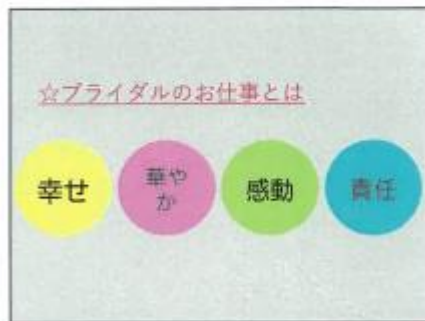 ☆ブライダルのお仕事とは
幸せ
華や
か
感動
責任